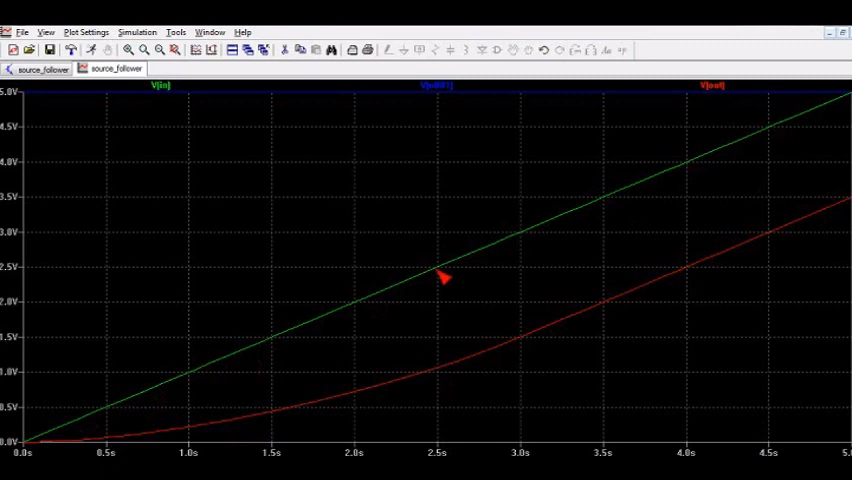 File View Plot Settings Simulation Tools Window Help
source_follower source_follower
V[in] V[out]
5.0V
4.5V
4.0V
3.5V
3.0V
2.5V
2.0V
1.5V
1.0V
0.5V
0.0V
0.0s 0.5s 1.0s 1.5s 2.0s 2.5s 3.0s 3.5s 4.0s 4.5s 5.